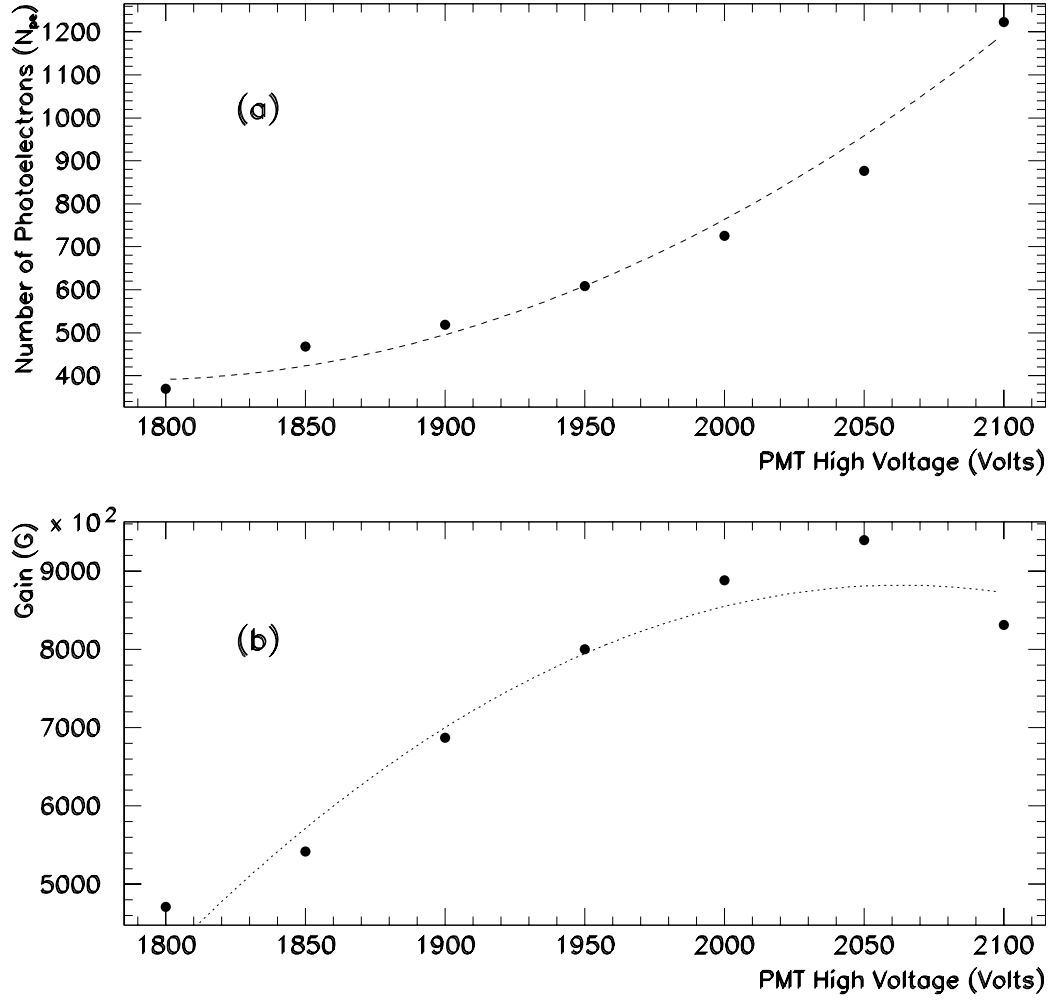 Number of Photoelectrons (Npe)
1200
1100
1000
900
800
700
600
500
400
(a)
1800 1850 1900 1950 2000 2050 2100
PMT High Voltage (Volts)
Gain (G)
x 10^2
9000
8000
7000
6000
5000
(b)
1800 1850 1900 1950 2000 2050 2100
PMT High Voltage (Volts)